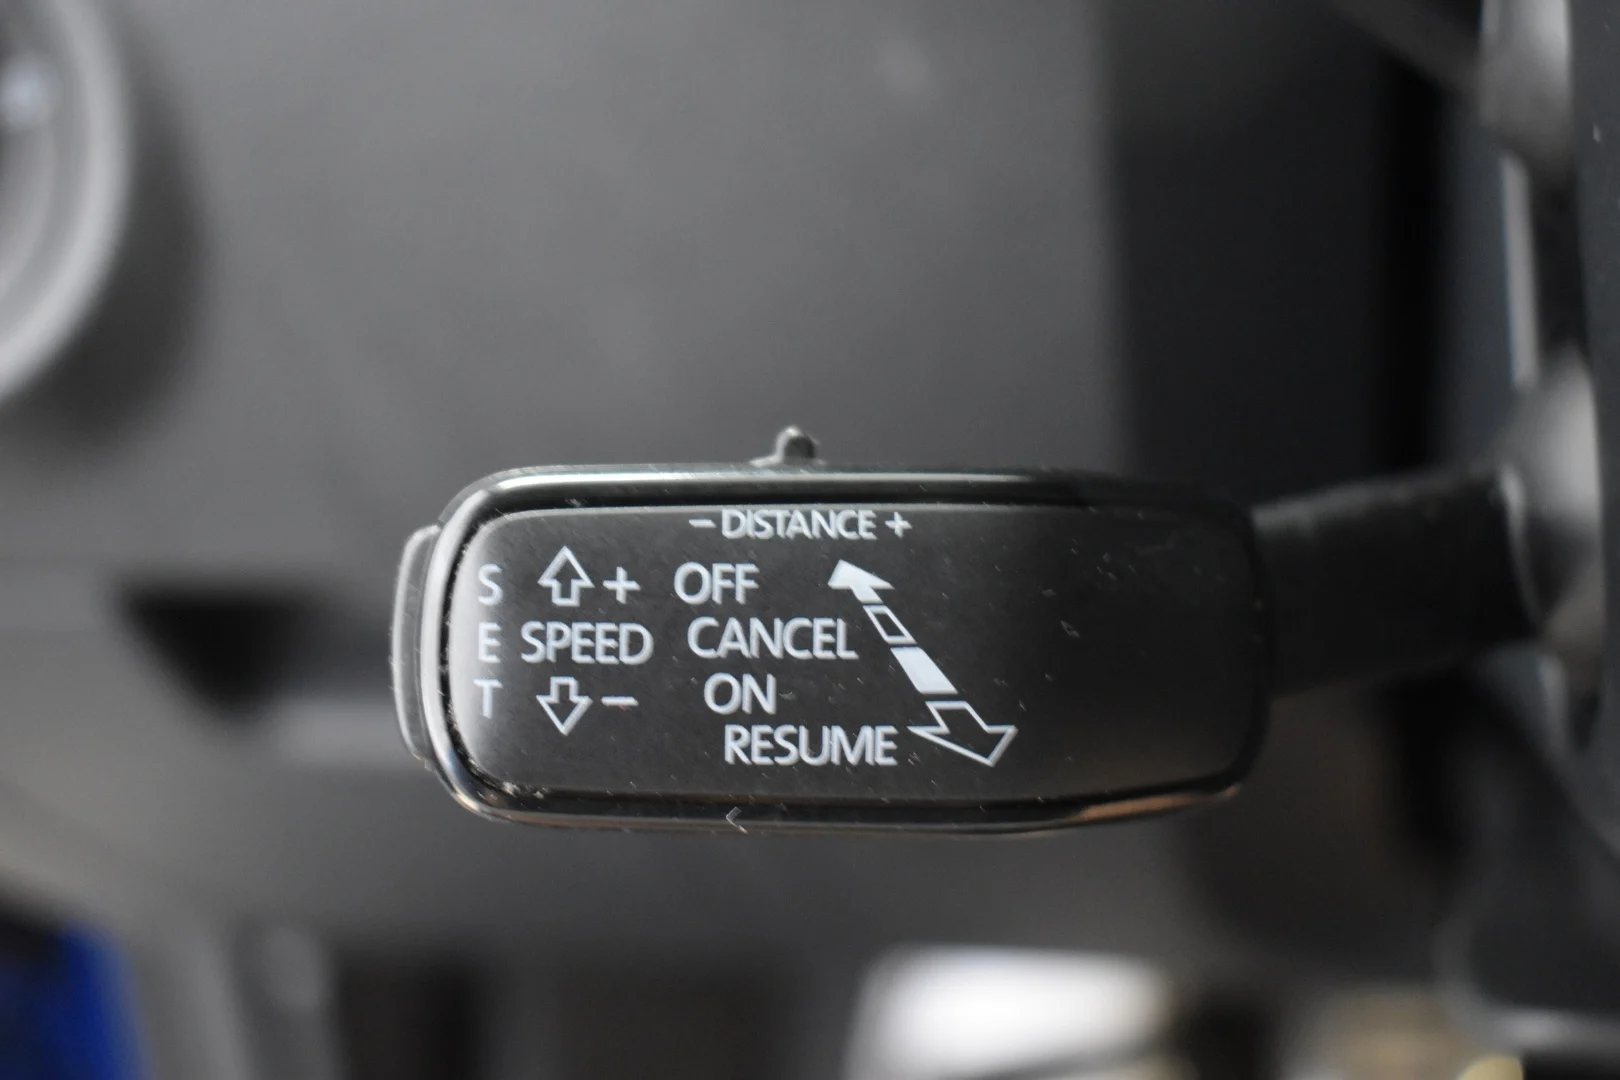 - DISTANCE +
S + OFF
E SPEED CANCEL
T - ON
RESUME